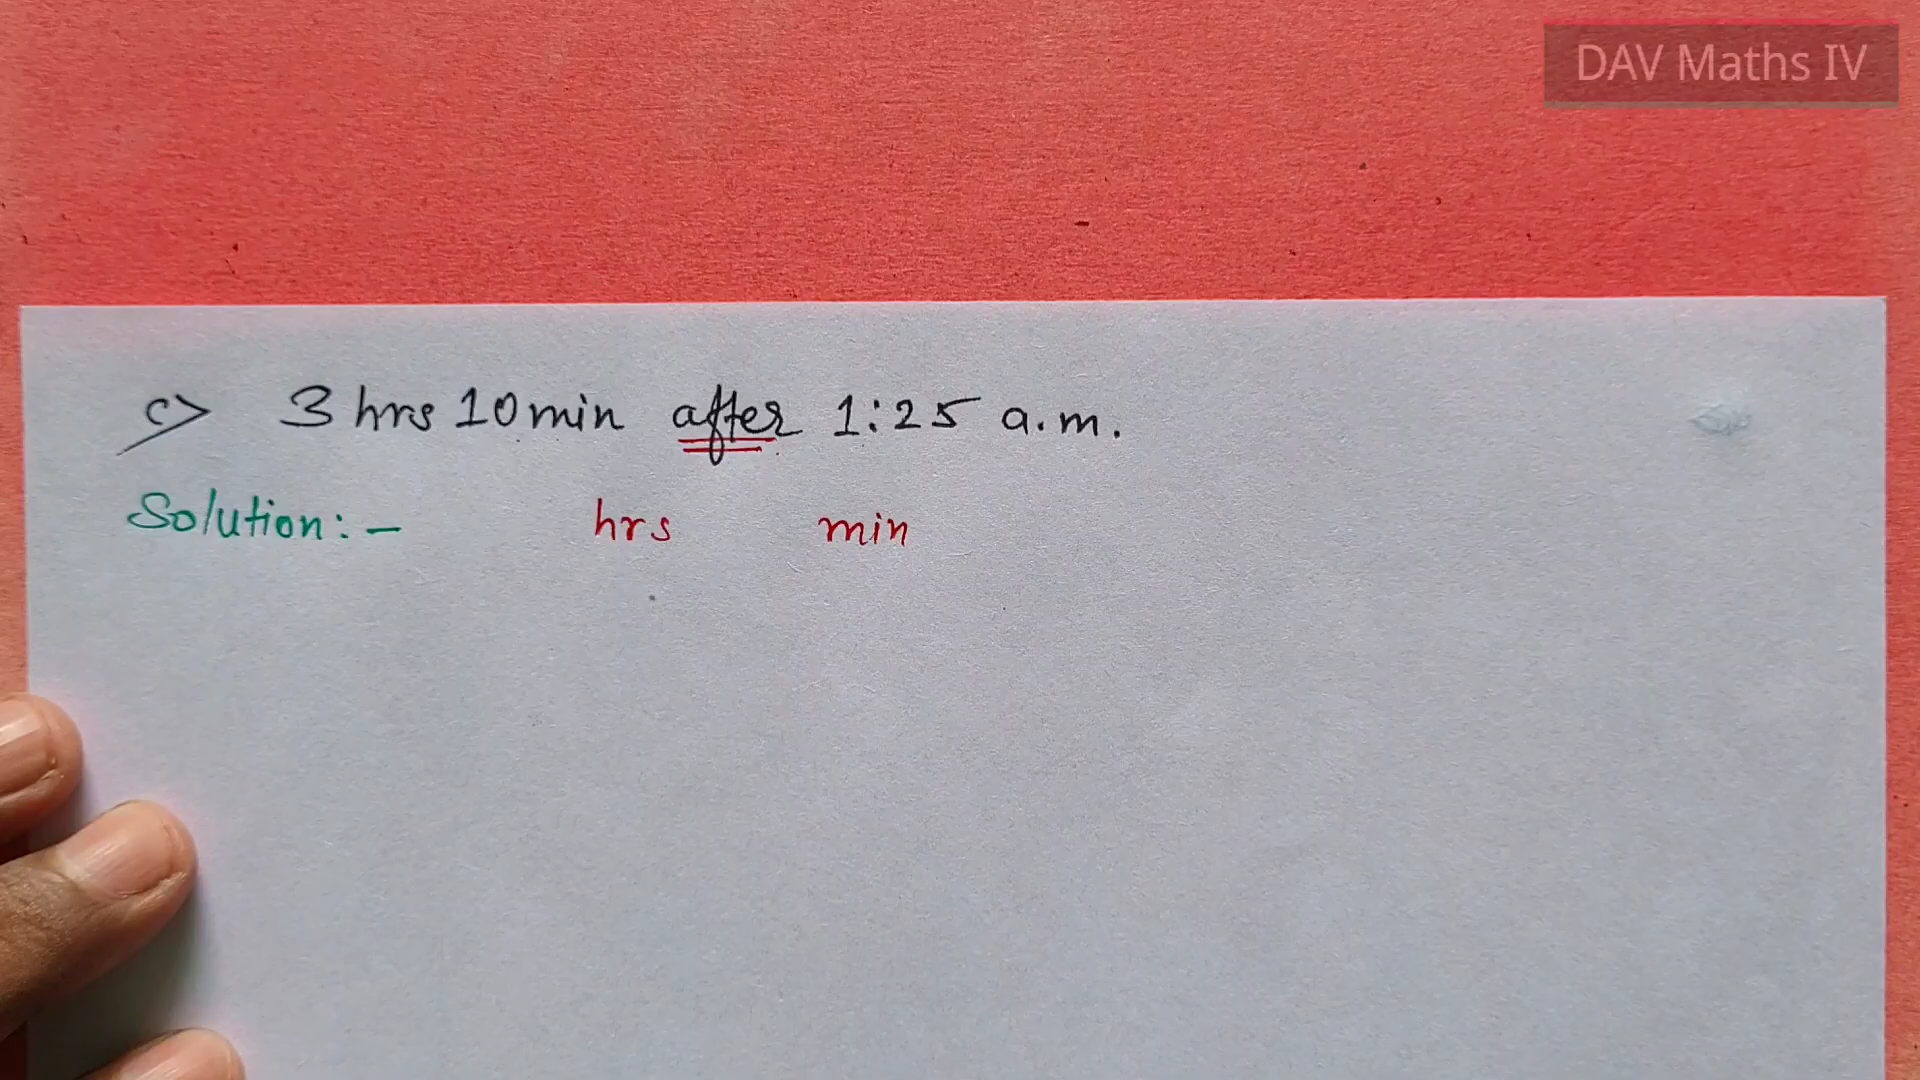 DAV Maths IV
c) 3 hrs 10 min after 1:25 a.m.
Solution:- hrs min